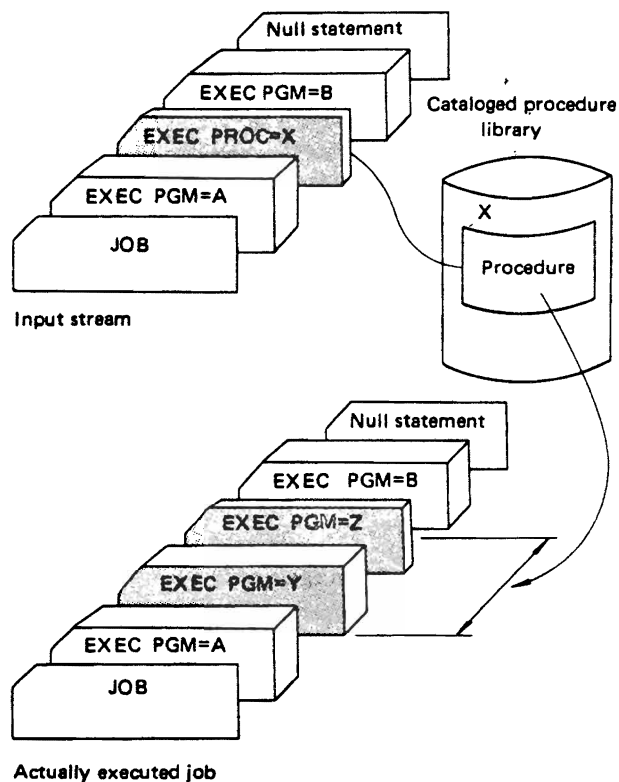 Null statement
EXEC PGM=B
EXEC PROC=X
EXEC PGM=A
JOB
Input stream
Cataloged procedure
library
X
Procedure
Null statement
EXEC PGM=B
EXEC PGM=Z
EXEC PGM=Y
EXEC PGM=A
JOB
Actually executed job